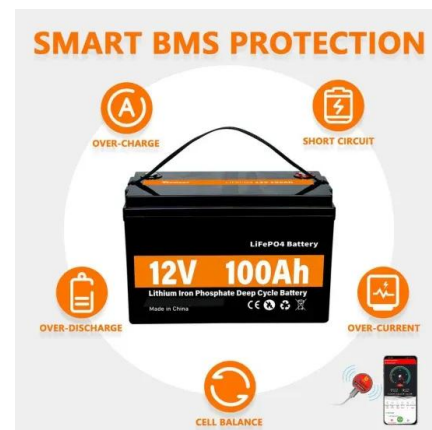 SMART BMS PROTECTION
A
OVER-CHARGE
SHORT CIRCUIT
LiFePO4 Battery
12V 100Ah
Lithium Iron Phosphate Deep Cycle Battery
Made in China
CE
OVER-DISCHARGE
OVER-CURRENT
CELL BALANCE